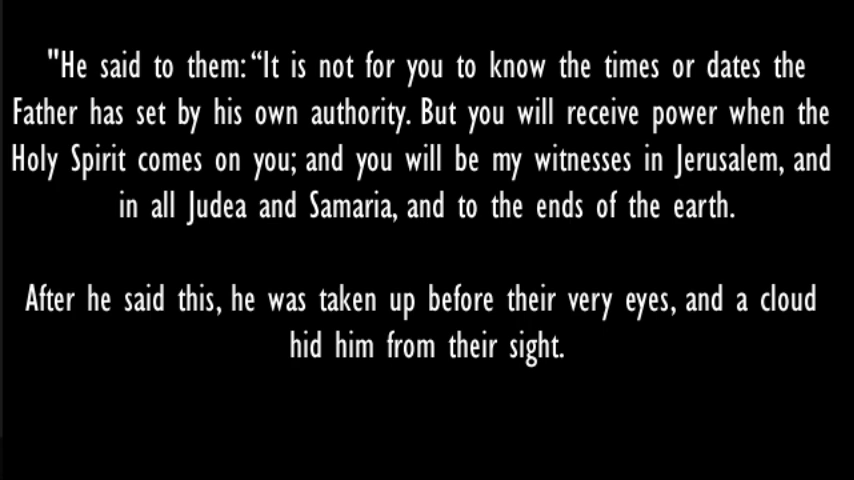 "He said to them: “It is not for you to know the times or dates the
Father has set by his own authority. But you will receive power when the
Holy Spirit comes on you; and you will be my witnesses in Jerusalem, and
in all Judea and Samaria, and to the ends of the earth.
After he said this, he was taken up before their very eyes, and a cloud
hid him from their sight.